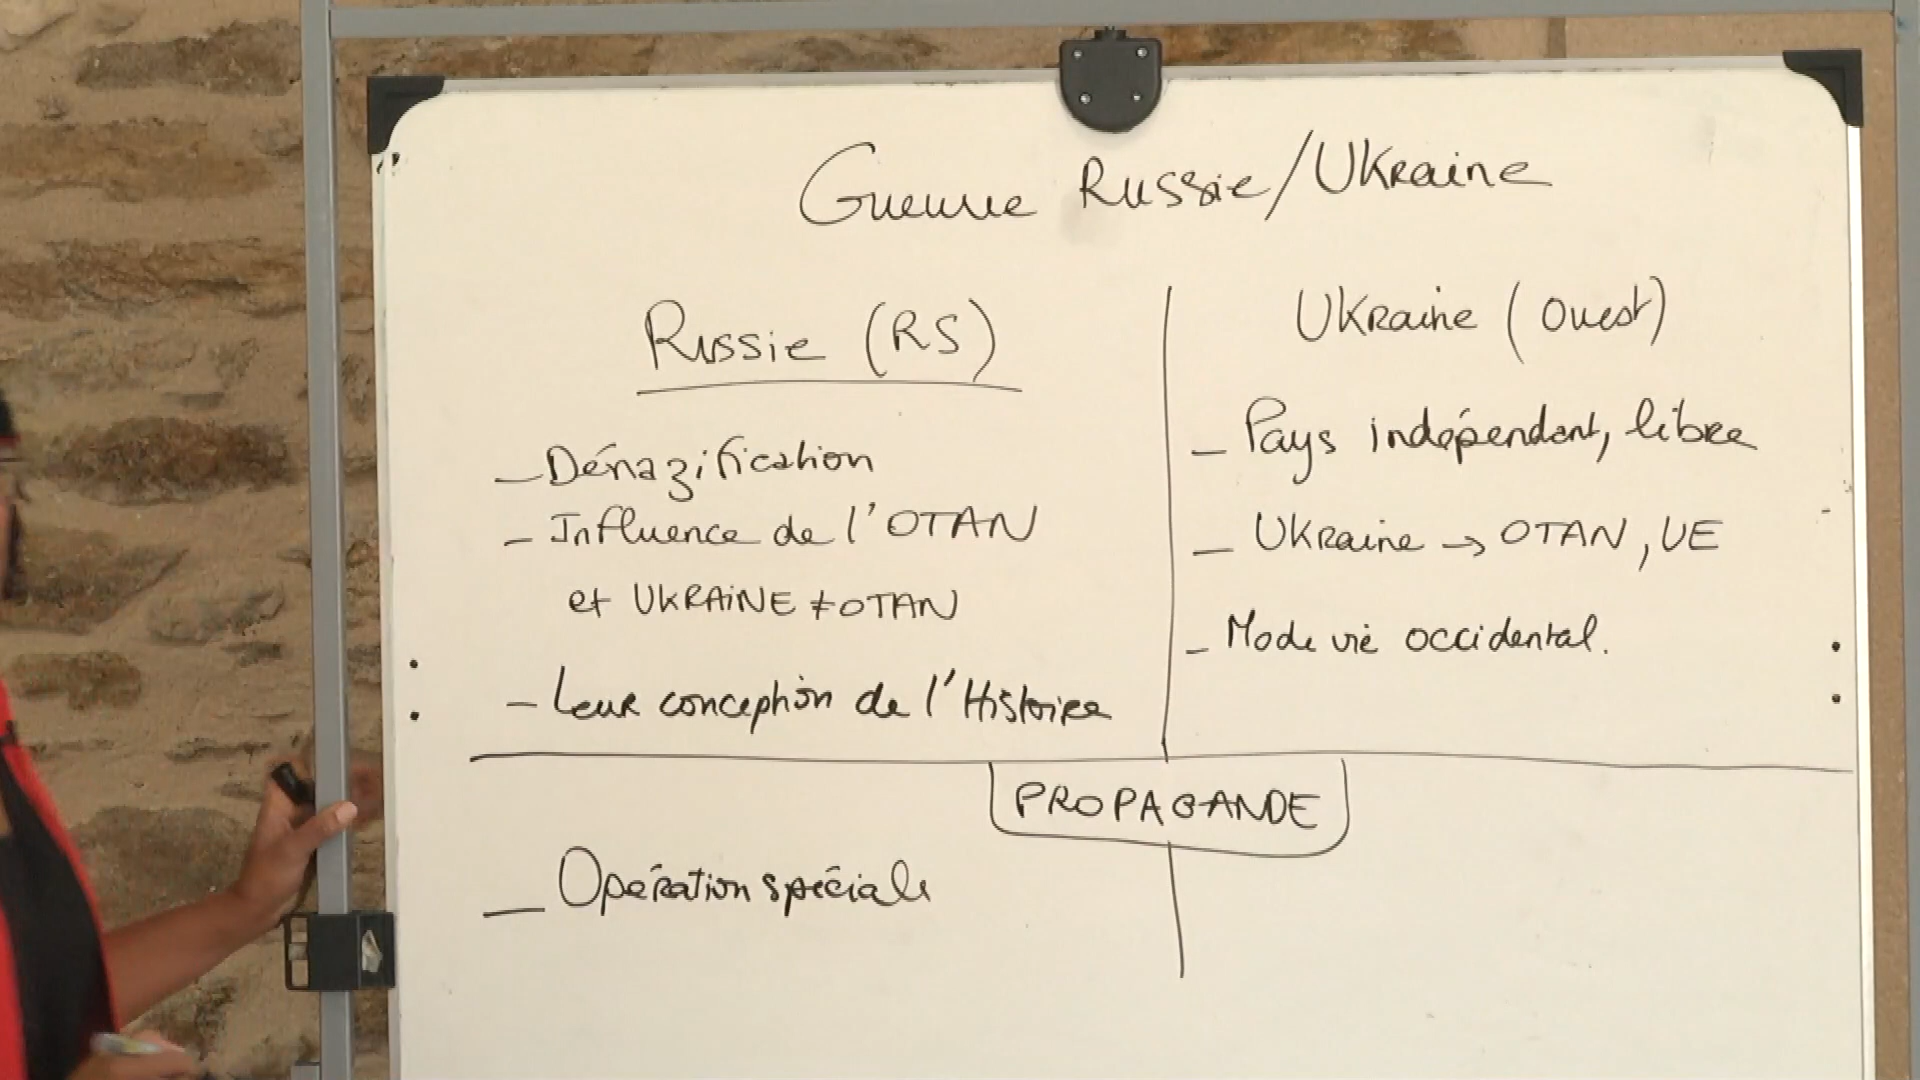 Guerre Russie/Ukraine
Russie (RS)
- Dénazification
- Influence de l'OTAN
et UKRAINE ≠ OTAN
- Leur conception de l'Histoire
Ukraine (Ouest)
- Pays indépendant, libre
- Ukraine → OTAN, UE
- Mode vie occidental.
PROPAGANDE
- Opération spéciale